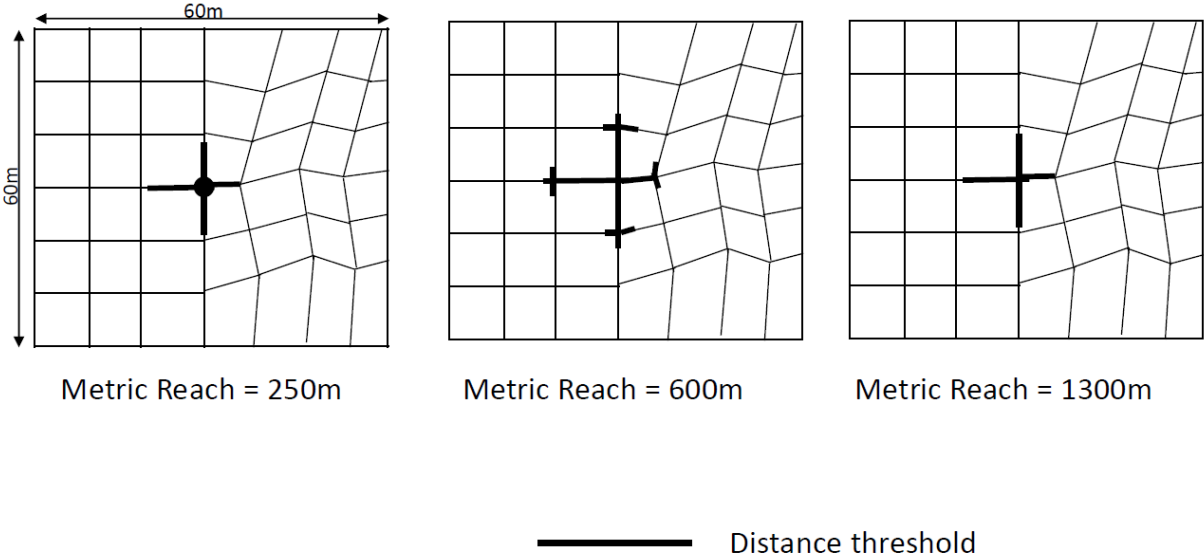 60m
60m
Metric Reach = 250m
Metric Reach = 600m
Metric Reach = 1300m
Distance threshold